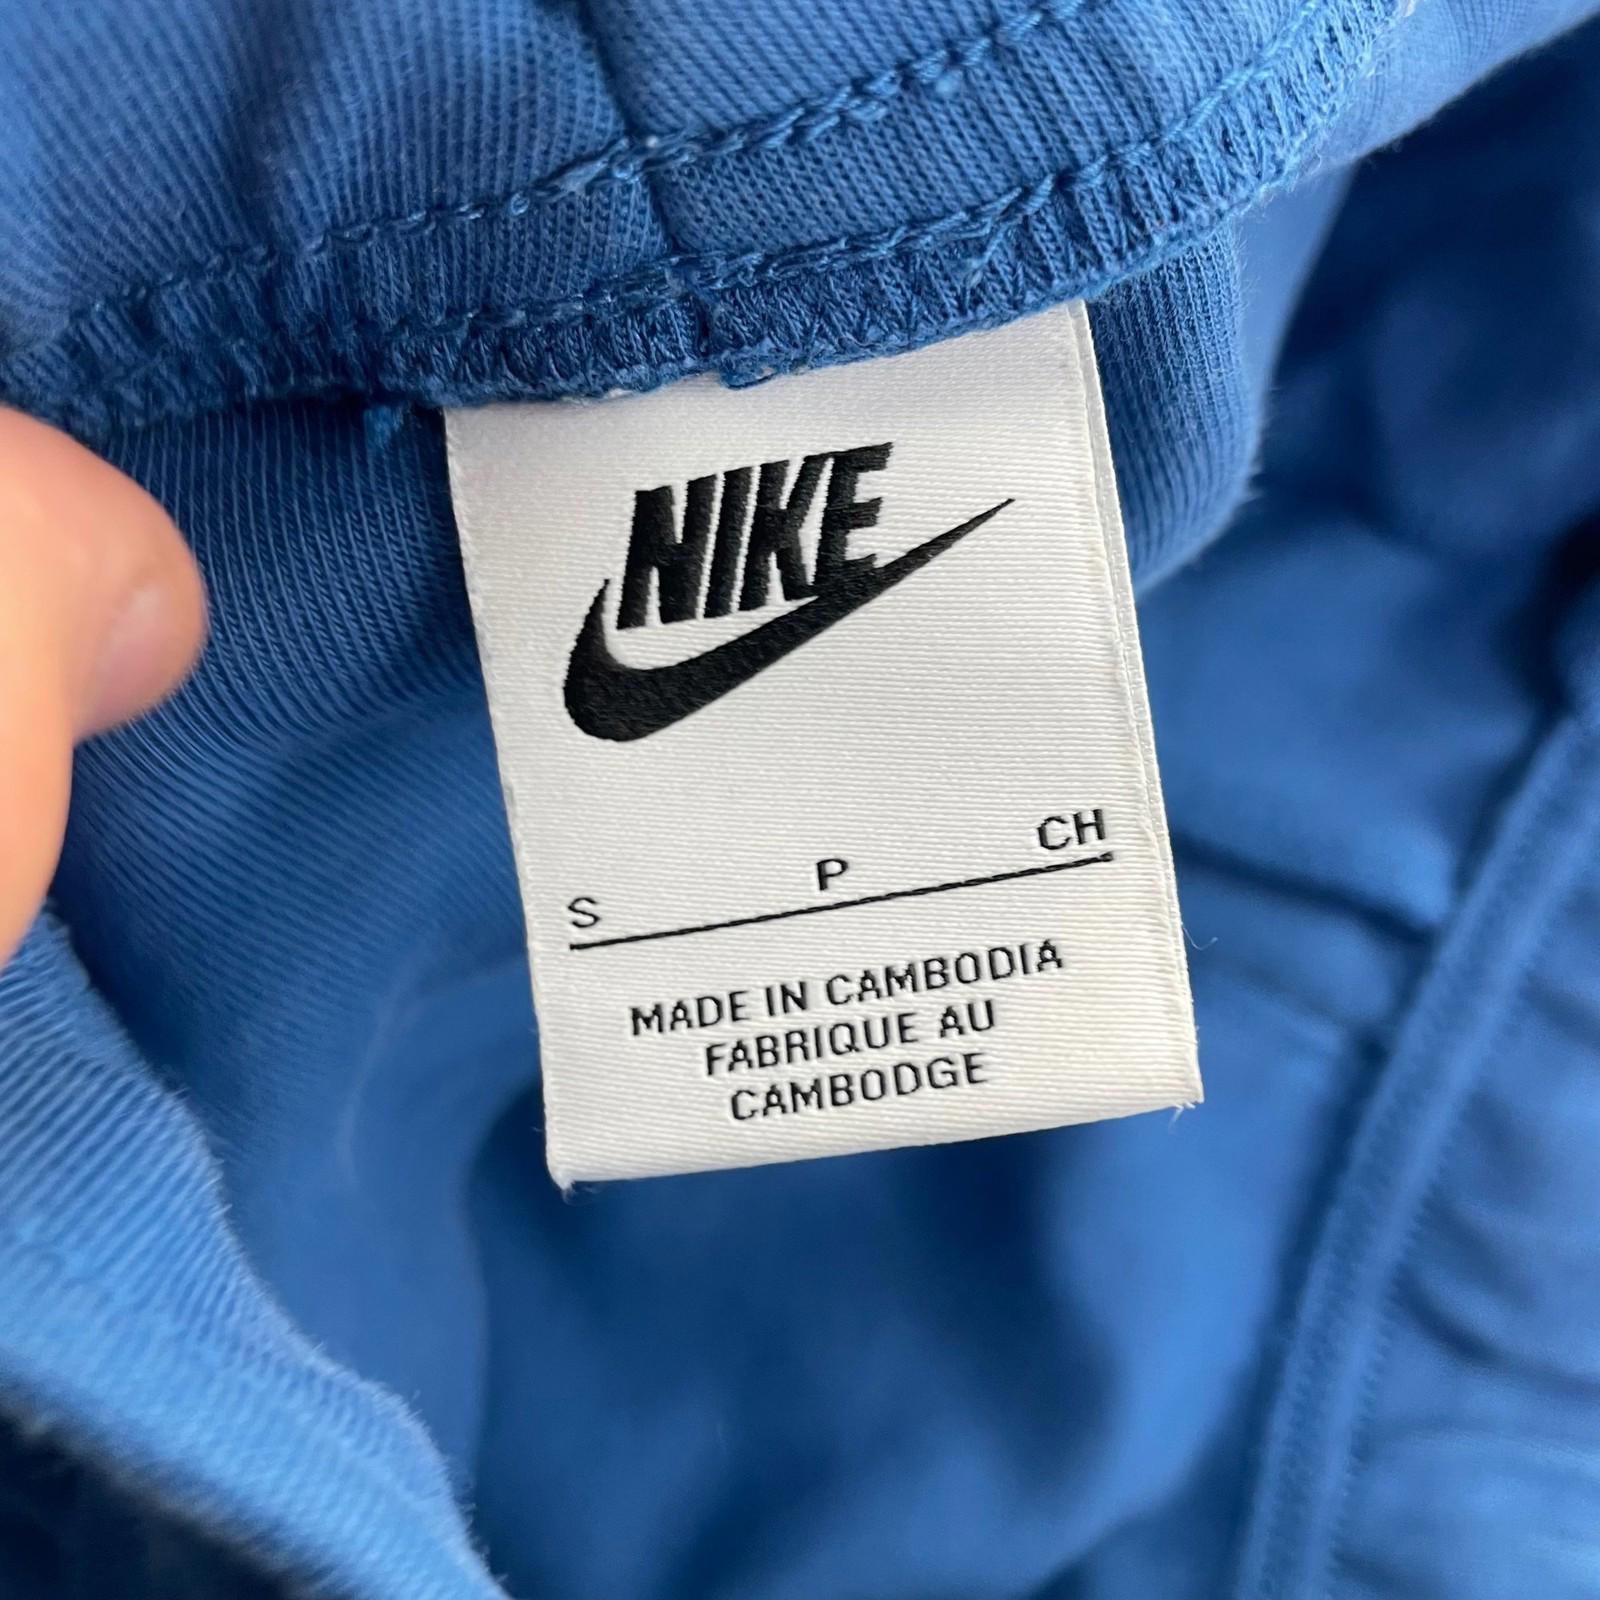 NIKE
S P CH
MADE IN CAMBODIA
FABRIQUE AU
CAMBODGE